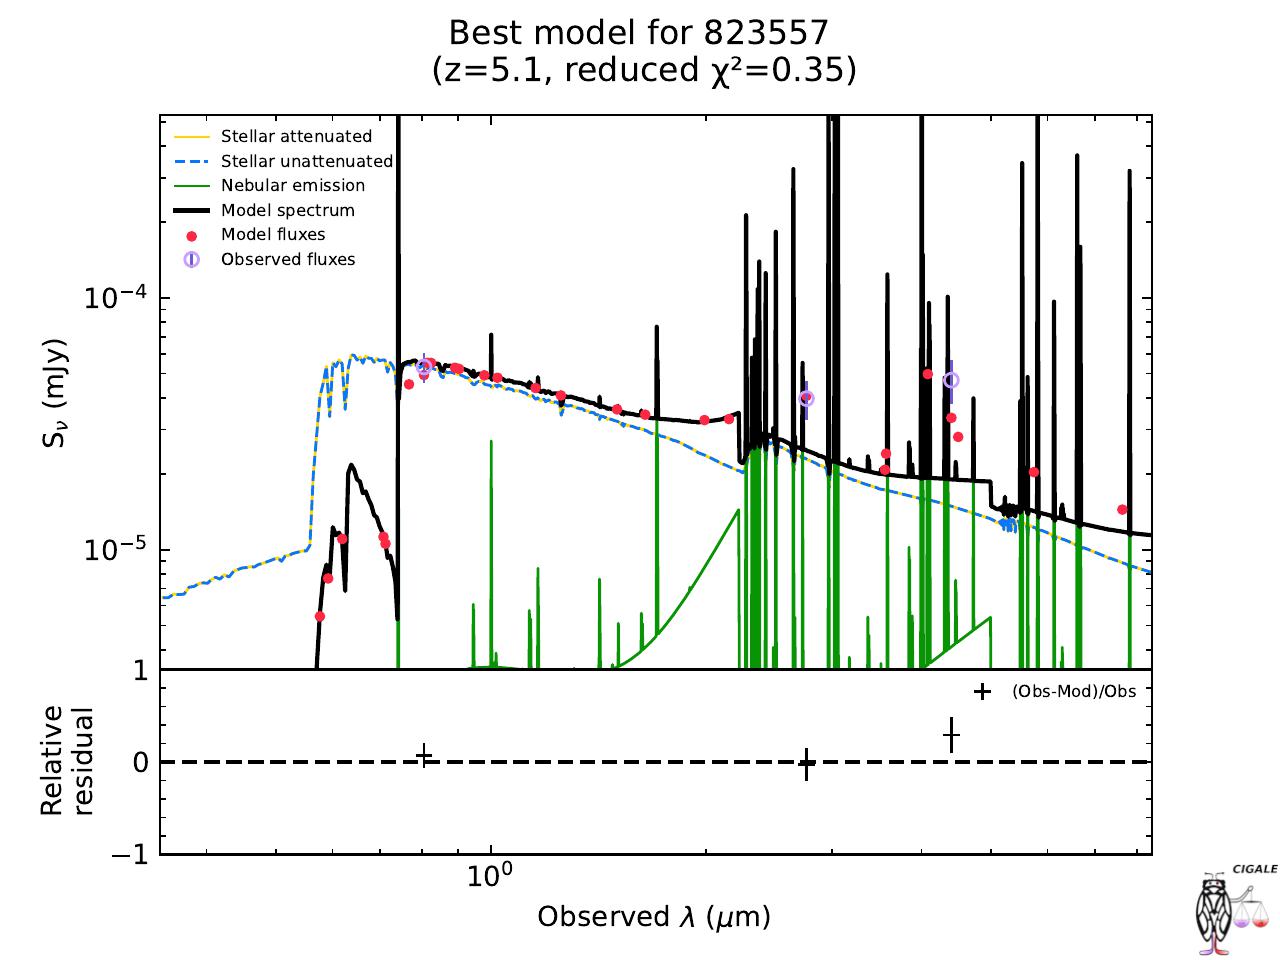 Best model for 823557
(z=5.1, reduced χ²=0.35)
Stellar attenuated
Stellar unattenuated
Nebular emission
Model spectrum
Model fluxes
Observed fluxes
10⁻⁴
10⁻⁵
Sν (mJy)
1
0
−1
Relative
residual
(Obs-Mod)/Obs
10⁰
Observed λ (μm)
CIGALE